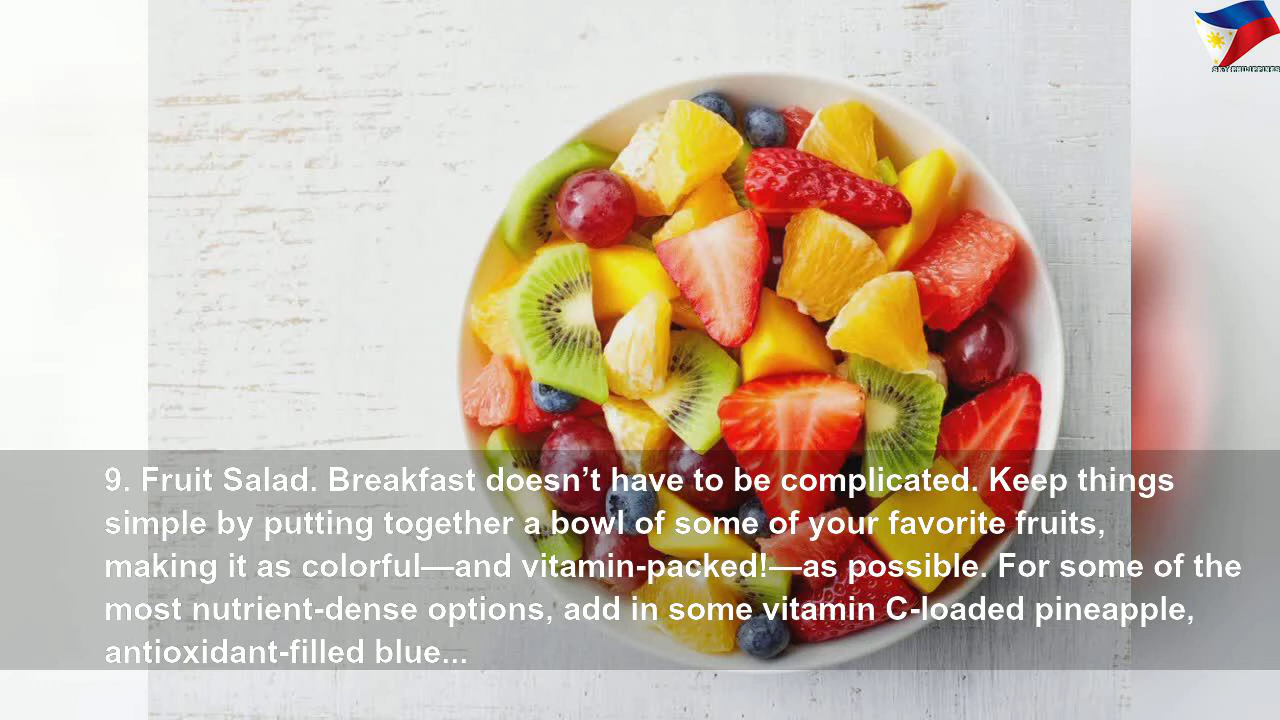 SKY PHILIPPINES
9. Fruit Salad. Breakfast doesn’t have to be complicated. Keep things
simple by putting together a bowl of some of your favorite fruits,
making it as colorful—and vitamin-packed!—as possible. For some of the
most nutrient-dense options, add in some vitamin C-loaded pineapple,
antioxidant-filled blue...